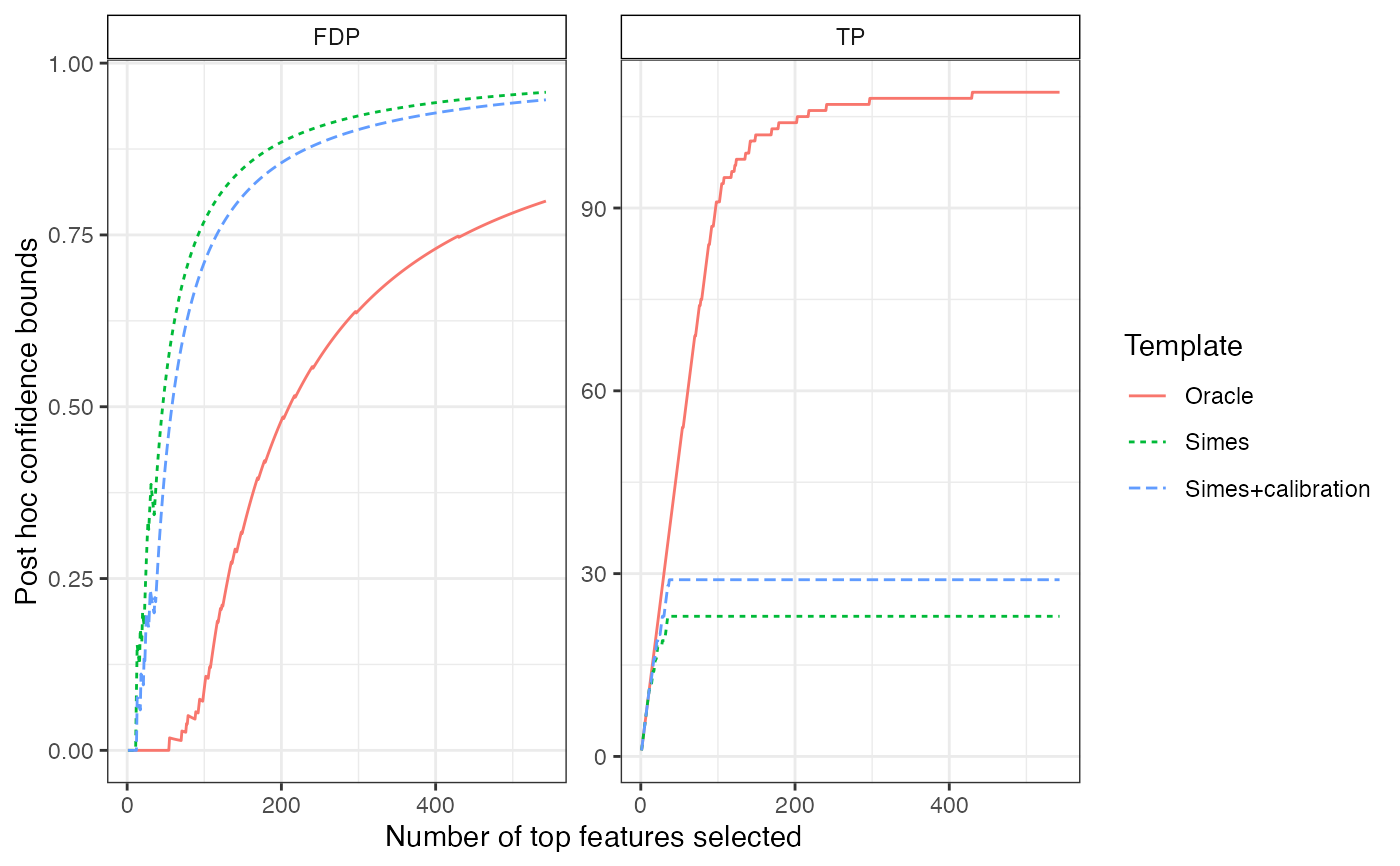 FDP
TP
1.00
0.75
0.50
0.25
0.00
90
60
30
0
0
200
400
0
200
400
Post hoc confidence bounds
Number of top features selected
Template
Oracle
Simes
Simes+calibration